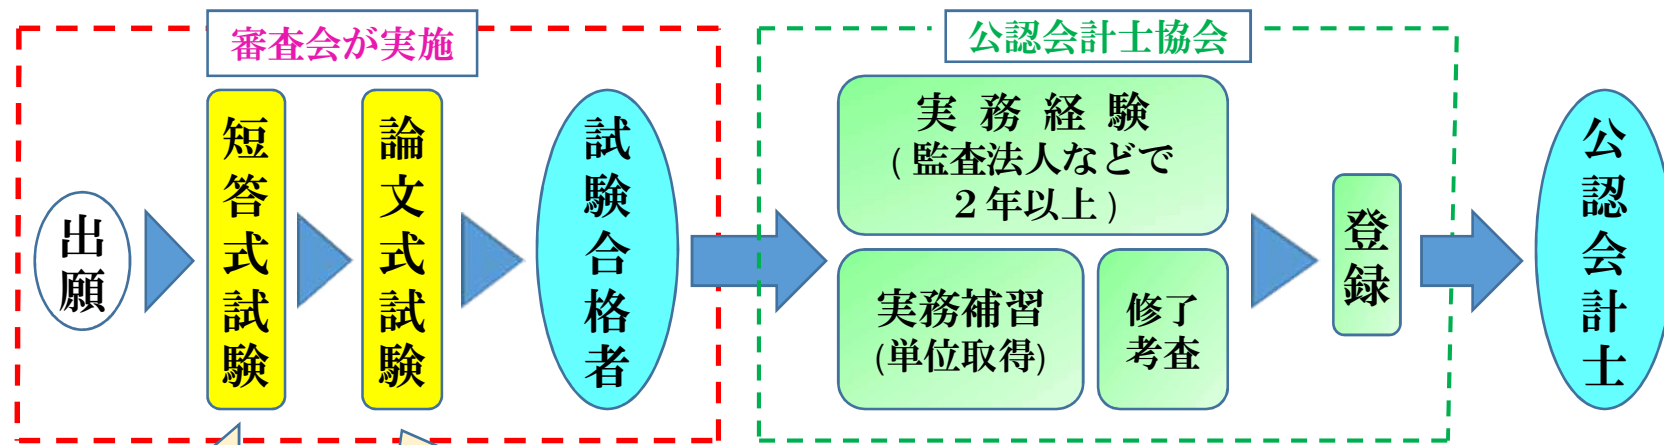 審査会が実施
出願
短答式試験
論文式試験
試験合格者
公認会計士協会
実務経験
(監査法人などで
２年以上)
実務補習
(単位取得)
修了
考査
登録
公認会計士